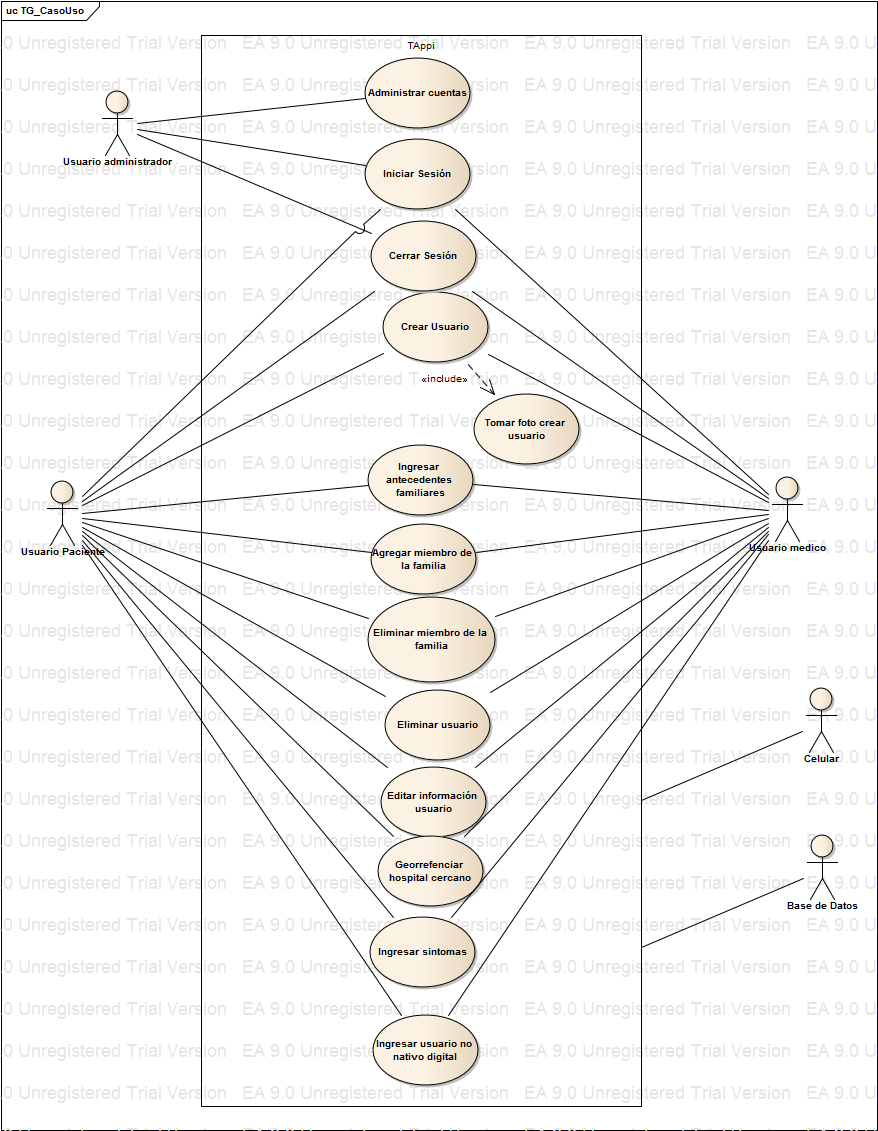 uc TG_CasoUso
EA 9.0 Unregistered Trial Version
TAppi
Administrar cuentas
Usuario administrador
Iniciar Sesión
Cerrar Sesión
Crear Usuario
«include»
Tomar foto crear
usuario
Ingresar
antecedentes
familiares
Usuario Paciente
Usuario medico
Agregar miembro de
la familia
Eliminar miembro de la
familia
Eliminar usuario
Celular
Editar información
usuario
Georrefenciar
hospital cercano
Base de Datos
Ingresar sintomas
Ingresar usuario no
nativo digital